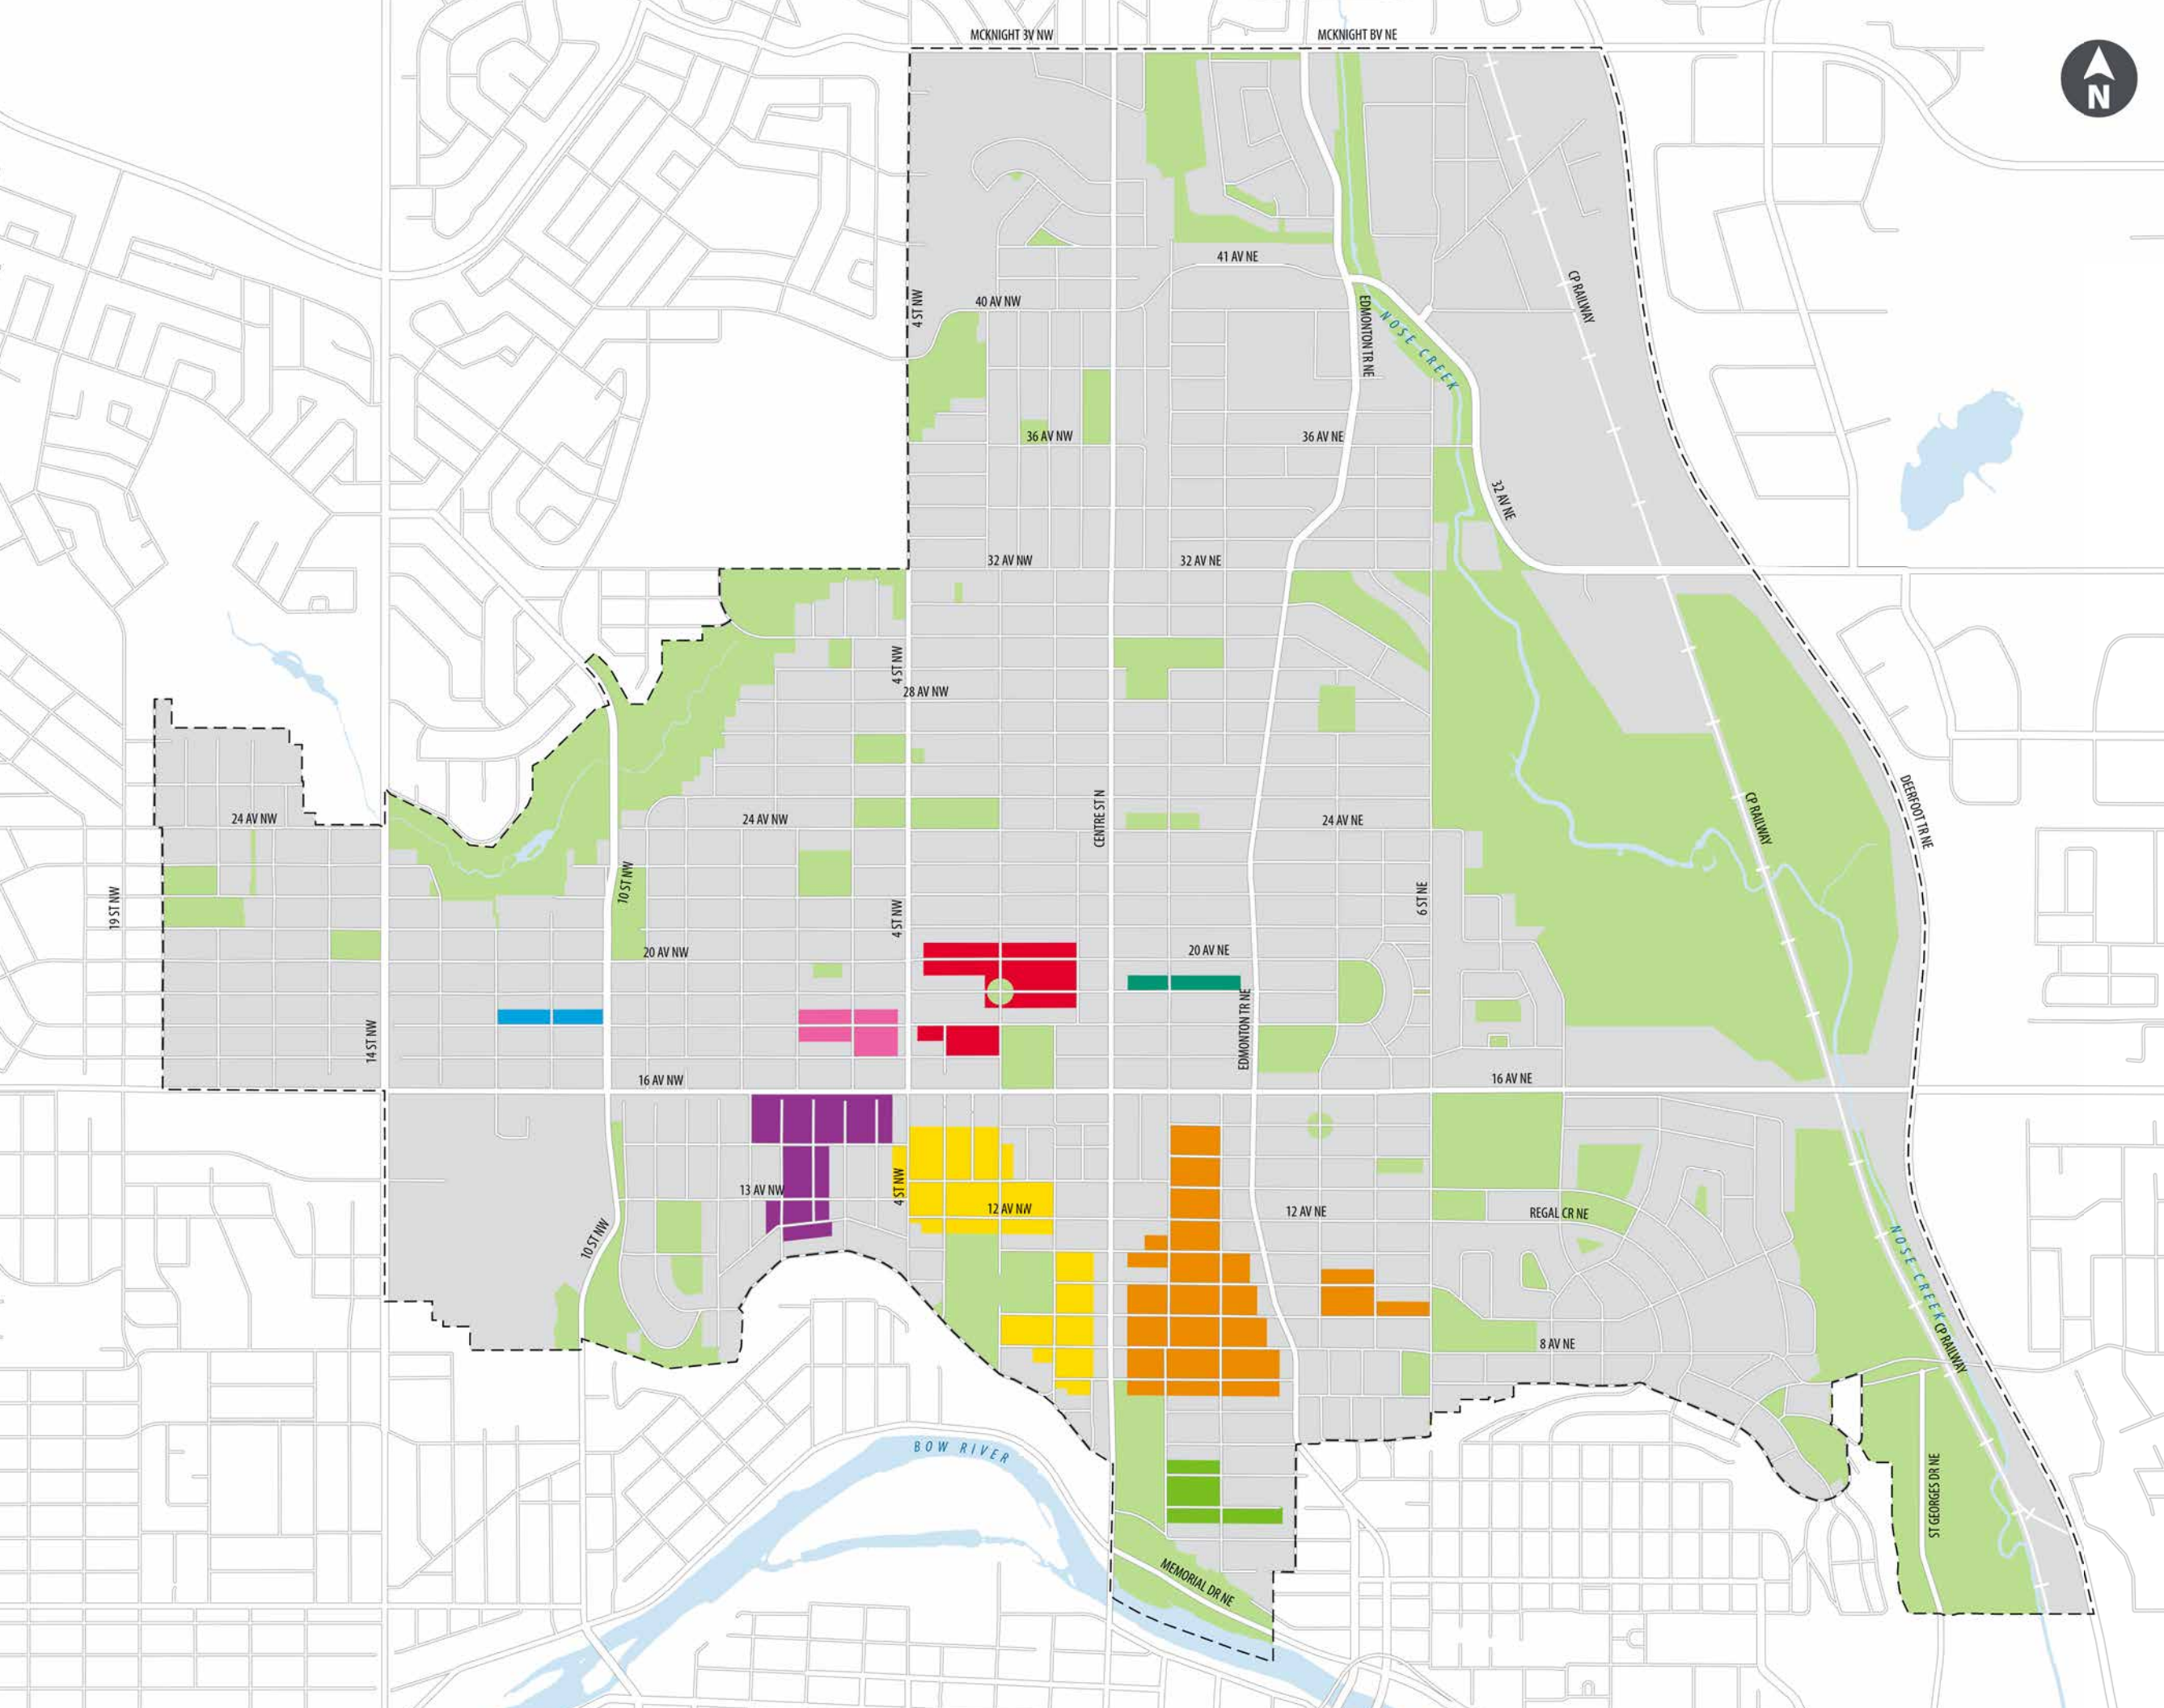 MCKNIGHT BV NW
MCKNIGHT BV NE
N
41 AV NE
CP RAILWAY
4 ST NW
40 AV NW
EDMONTON TR NE
NOSE CREEK
36 AV NW
36 AV NE
32 AV NE
32 AV NW
32 AV NE
4 ST NW
28 AV NW
24 AV NW
24 AV NW
CENTRE ST N
24 AV NE
CP RAILWAY
DEERFOOT TR NE
19 ST NW
10 ST NW
4 ST NW
6 ST NE
20 AV NW
20 AV NE
14 ST NW
EDMONTON TR NE
16 AV NW
16 AV NE
13 AV NW
4 ST NW
12 AV NW
12 AV NE
REGAL CR NE
10 ST NW
NOSE CREEK
8 AV NE
CP RAILWAY
BOW RIVER
ST GEORGES DR NE
MEMORIAL DR NE